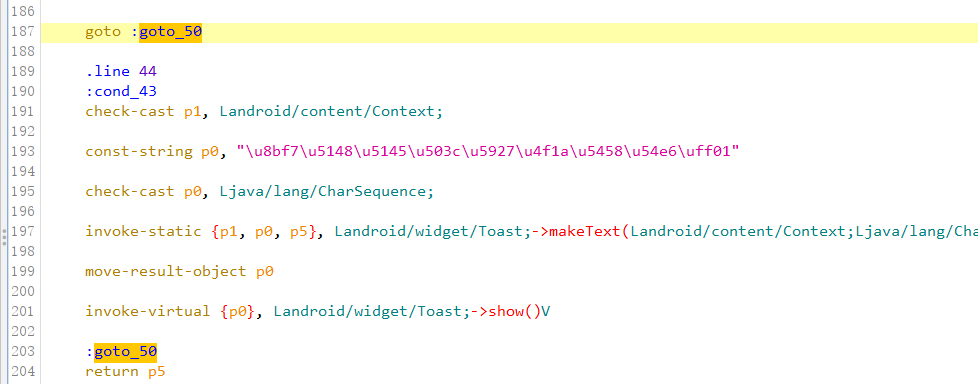 186
187 goto :goto_50
188
189 .line 44
190 :cond_43
191 check-cast p1, Landroid/content/Context;
192
193 const-string p0, "\u8bf7\u5148\u5145\u503c\u5927\u4f1a\u5458\u54e6\uff01"
194
195 check-cast p0, Ljava/lang/CharSequence;
196
197 invoke-static {p1, p0, p5}, Landroid/widget/Toast;->makeText(Landroid/content/Context;Ljava/lang/Cha
198
199 move-result-object p0
200
201 invoke-virtual {p0}, Landroid/widget/Toast;->show()V
202
203 :goto_50
204 return p5